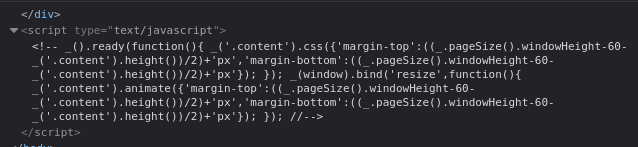 </div>
<script type="text/javascript">
<!-- _().ready(function(){ _('.content').css({'margin-top':((_.pageSize().windowHeight-60-
_('.content').height())/2)+'px','margin-bottom':((_.pageSize().windowHeight-60-
_('.content').height())/2)+'px'}); }); _(window).bind('resize',function(){
_('.content').animate({'margin-top':((_.pageSize().windowHeight-60-
_('.content').height())/2)+'px','margin-bottom':((_.pageSize().windowHeight-60-
_('.content').height())/2)+'px'}); }); //-->
</script>